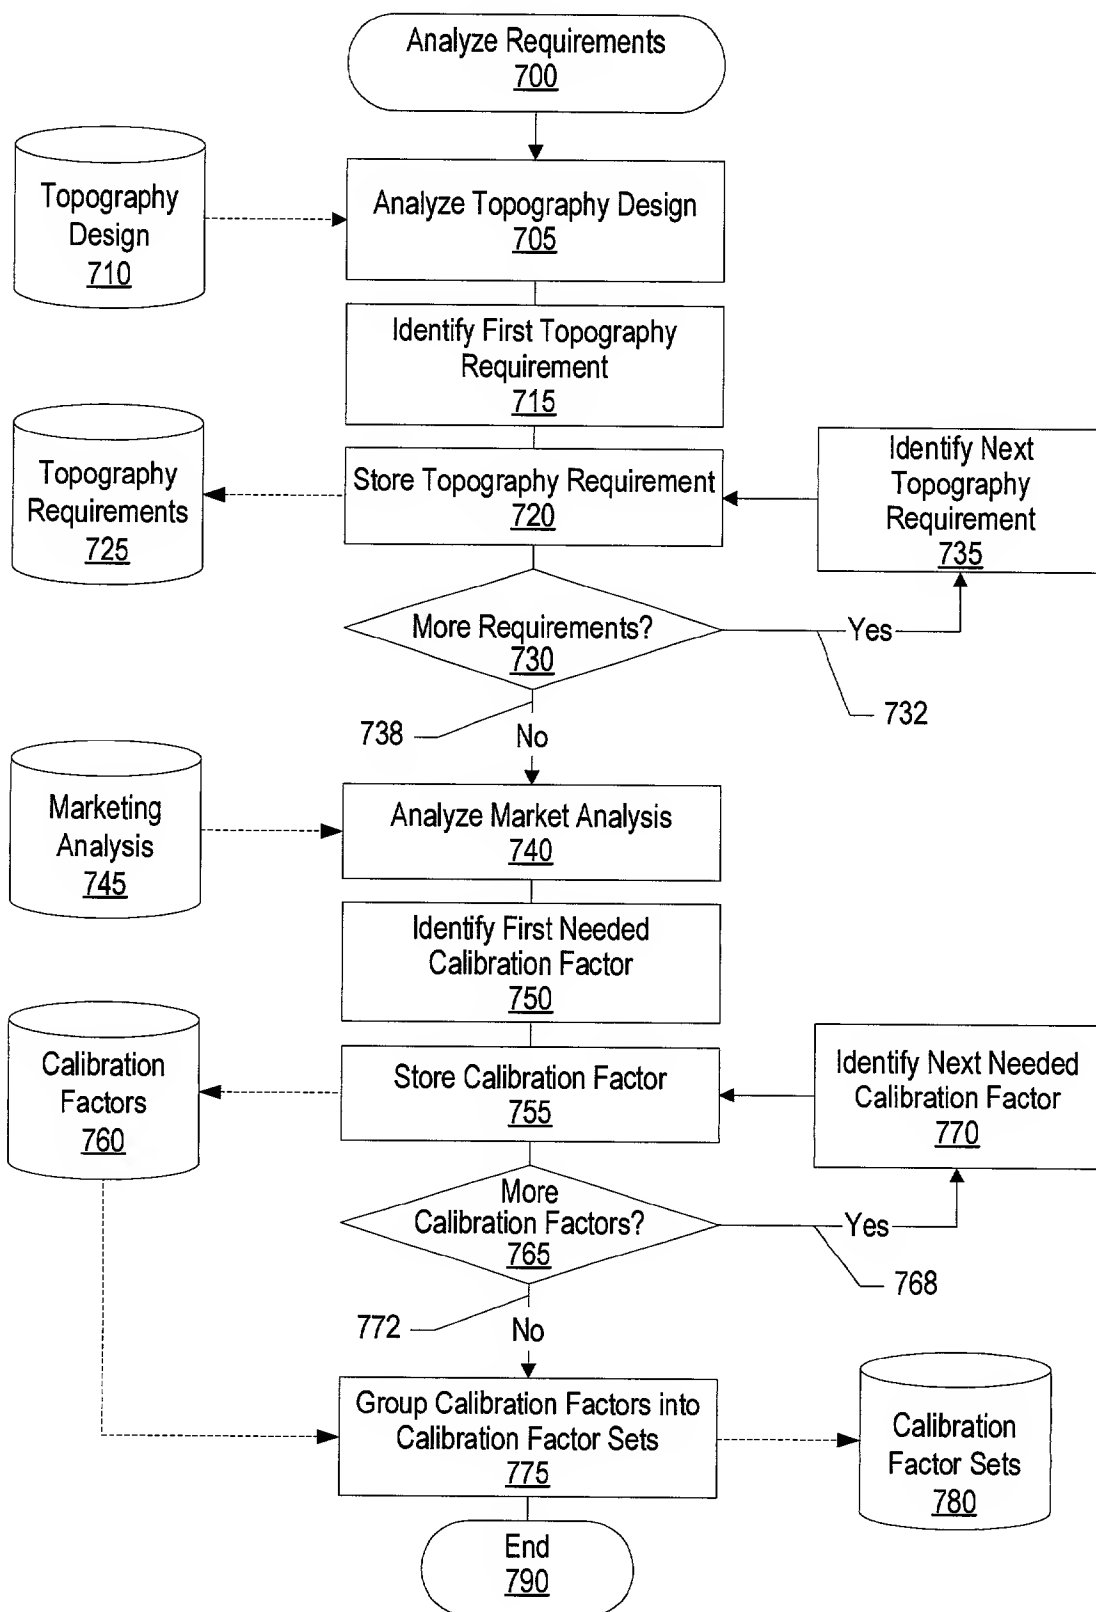 Analyze Requirements
700
Topography
Design
710
Analyze Topography Design
705
Identify First Topography
Requirement
715
Topography
Requirements
725
Store Topography Requirement
720
Identify Next
Topography
Requirement
735
More Requirements?
730
Yes
732
738
No
Marketing
Analysis
745
Analyze Market Analysis
740
Identify First Needed
Calibration Factor
750
Calibration
Factors
760
Store Calibration Factor
755
Identify Next Needed
Calibration Factor
770
More
Calibration Factors?
765
Yes
768
772
No
Group Calibration Factors into
Calibration Factor Sets
775
Calibration
Factor Sets
780
End
790